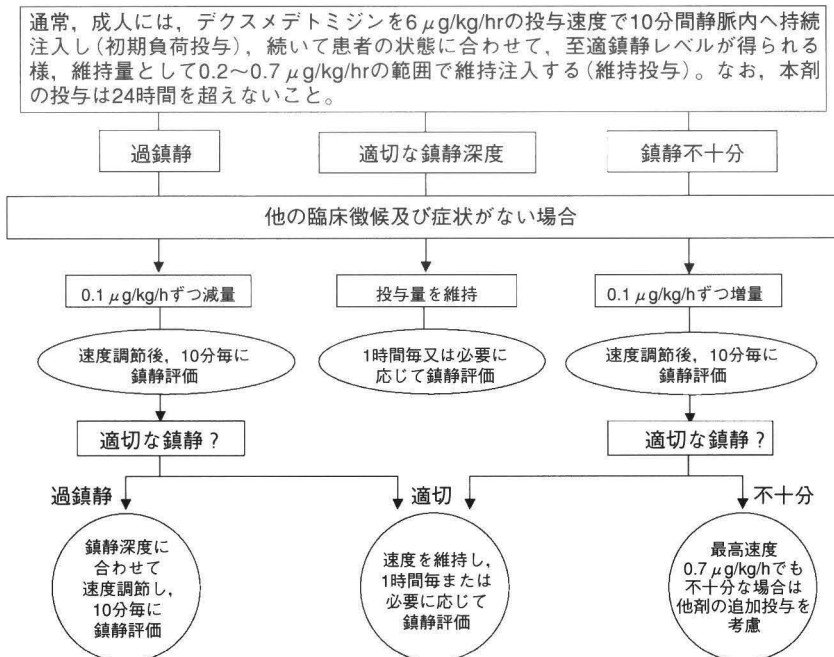 通常，成人には，デクスメデトミジンを6μg/kg/hrの投与速度で10分間静脈内へ持続
注入し（初期負荷投与），続いて患者の状態に合わせて，至適鎮静レベルが得られる
様，維持量として0.2～0.7μg/kg/hrの範囲で維持注入する（維持投与）。なお，本剤
の投与は24時間を超えないこと。
過鎮静
適切な鎮静深度
鎮静不十分
他の臨床徴候及び症状がない場合
0.1μg/kg/hずつ減量
投与量を維持
0.1μg/kg/hずつ増量
速度調節後，10分毎に
鎮静評価
1時間毎又は必要に
応じて鎮静評価
速度調節後，10分毎に
鎮静評価
適切な鎮静？
適切な鎮静？
過鎮静
適切
不十分
鎮静深度に
合わせて
速度調節し，
10分毎に
鎮静評価
速度を維持し，
1時間毎または
必要に応じて
鎮静評価
最高速度
0.7μg/kg/hでも
不十分な場合は
他剤の追加投与を
考慮